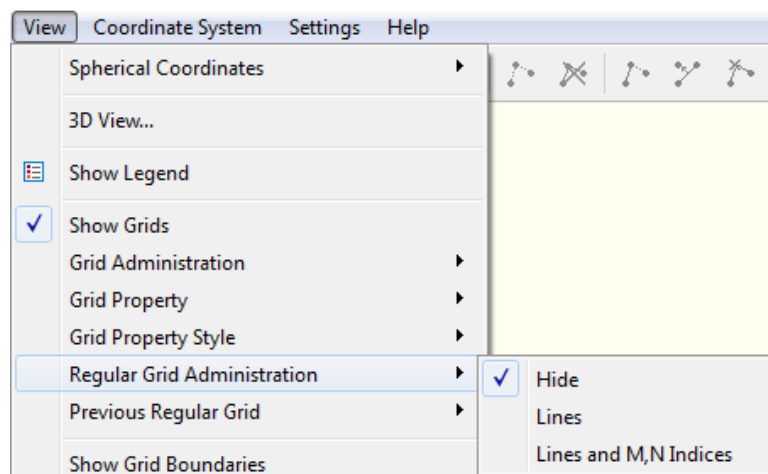 View Coordinate System Settings Help
Spherical Coordinates
3D View...
Show Legend
Show Grids
Grid Administration
Grid Property
Grid Property Style
Regular Grid Administration
Previous Regular Grid
Show Grid Boundaries
Hide
Lines
Lines and M,N Indices